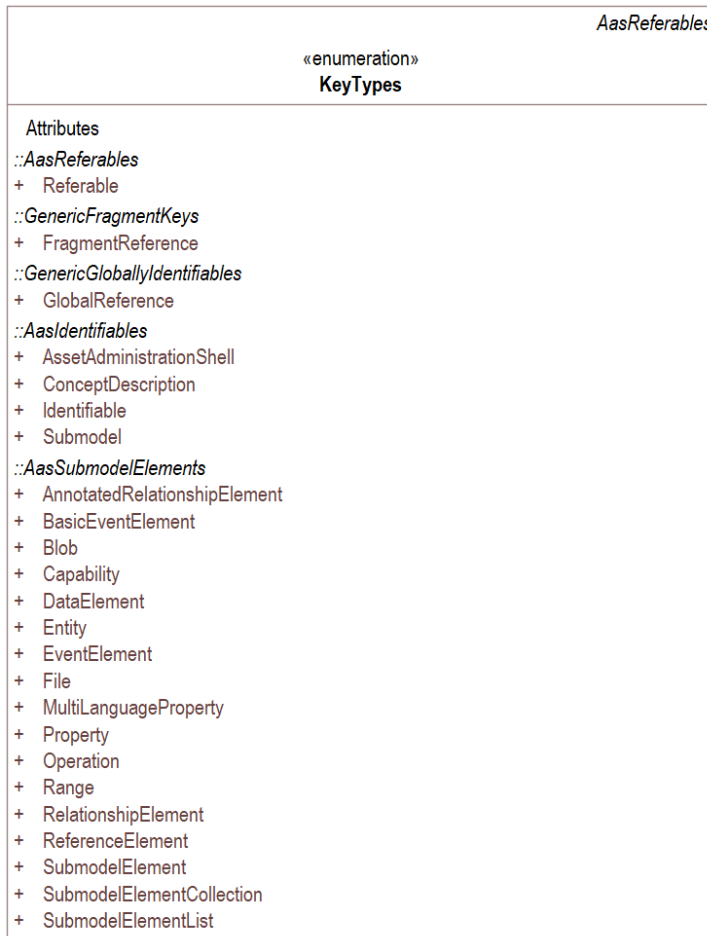 AasReferables
«enumeration»
KeyTypes
Attributes
::AasReferables
+ Referable
::GenericFragmentKeys
+ FragmentReference
::GenericGloballyIdentifiables
+ GlobalReference
::AasIdentifiables
+ AssetAdministrationShell
+ ConceptDescription
+ Identifiable
+ Submodel
::AasSubmodelElements
+ AnnotatedRelationshipElement
+ BasicEventElement
+ Blob
+ Capability
+ DataElement
+ Entity
+ EventElement
+ File
+ MultiLanguageProperty
+ Property
+ Operation
+ Range
+ RelationshipElement
+ ReferenceElement
+ SubmodelElement
+ SubmodelElementCollection
+ SubmodelElementList